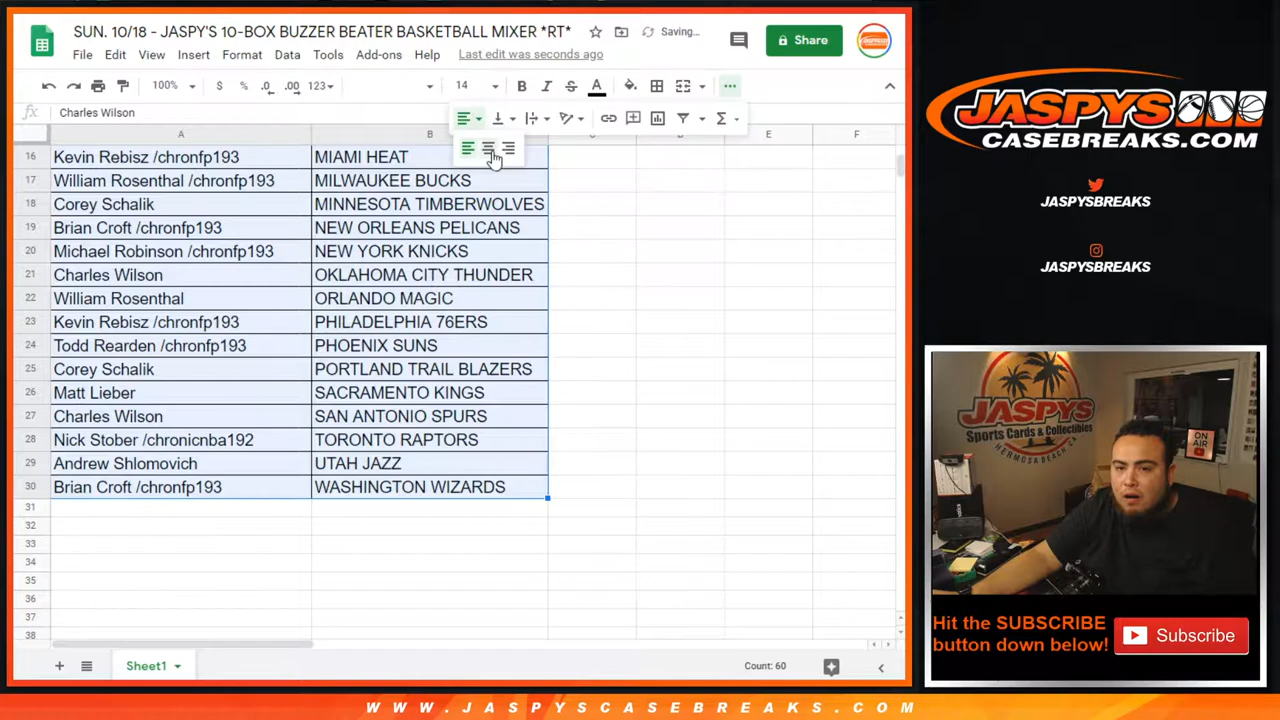 SUN. 10/18 - JASPY'S 10-BOX BUZZER BEATER BASKETBALL MIXER *RT*
Saving...
Share
File Edit View Insert Format Data Tools Add-ons Help Last edit was seconds ago
100% $ % .0 .00 123 14 B I S A
fx Charles Wilson
A B C D E F
16 Kevin Rebisz /chronfp193 MIAMI HEAT
17 William Rosenthal /chronfp193 MILWAUKEE BUCKS
18 Corey Schalik MINNESOTA TIMBERWOLVES
19 Brian Croft /chronfp193 NEW ORLEANS PELICANS
20 Michael Robinson /chronfp193 NEW YORK KNICKS
21 Charles Wilson OKLAHOMA CITY THUNDER
22 William Rosenthal ORLANDO MAGIC
23 Kevin Rebisz /chronfp193 PHILADELPHIA 76ERS
24 Todd Rearden /chronfp193 PHOENIX SUNS
25 Corey Schalik PORTLAND TRAIL BLAZERS
26 Matt Lieber SACRAMENTO KINGS
27 Charles Wilson SAN ANTONIO SPURS
28 Nick Stober /chronicnba192 TORONTO RAPTORS
29 Andrew Shlomovich UTAH JAZZ
30 Brian Croft /chronfp193 WASHINGTON WIZARDS
31
32
33
34
35
36
37
38
Sheet1
Count: 60
JASPYS
CASEBREAKS.COM
JASPYSBREAKS
JASPYSBREAKS
JASPYS
Sports Cards & Collectibles
HERMOSA BEACH CA
ON AIR
Hit the SUBSCRIBE
button down below!
Subscribe
WWW.JASPYSCASEBREAKS.COM